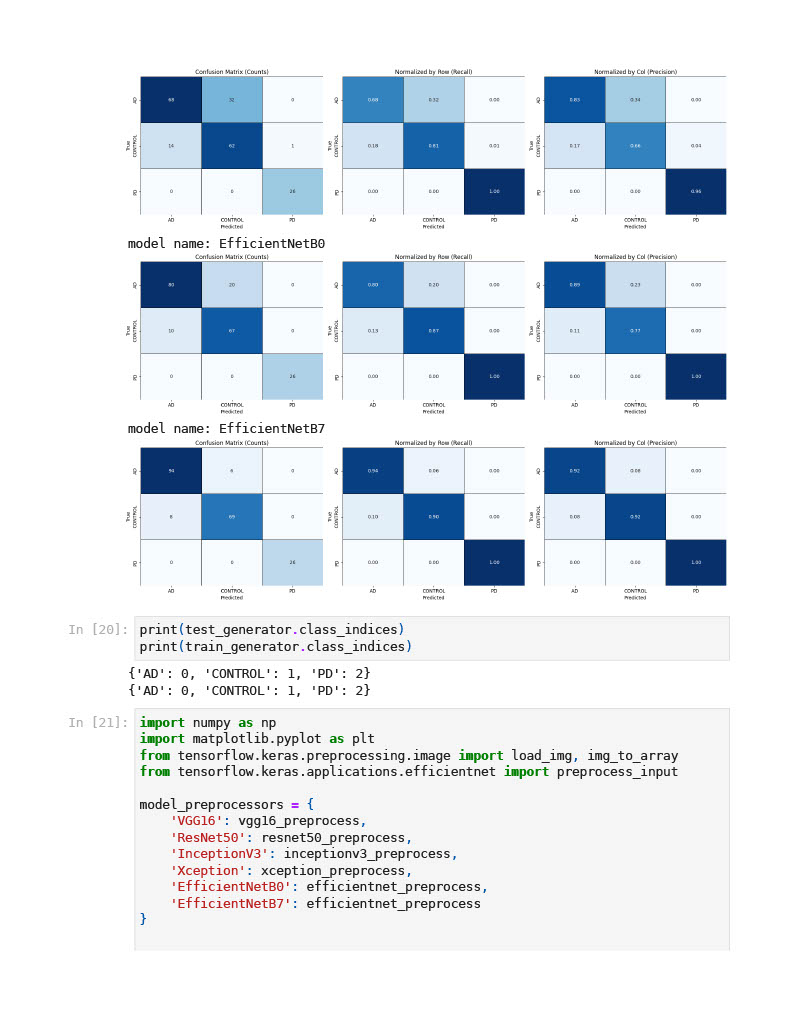 Confusion Matrix (Counts) Normalized by Row (Recall) Normalized by Col (Precision)
AD 68 31 0 AD 0.68 0.32 0.00 AD 0.83 0.34 0.00
True CONTROL 14 62 1 True CONTROL 0.18 0.81 0.01 True CONTROL 0.17 0.66 0.04
PD 0 0 PD 0.00 0.00 1.00 PD 0.00 0.00 0.96
AD CONTROL PD AD CONTROL PD AD CONTROL PD
Predicted Predicted Predicted
model name: EfficientNetB0
Confusion Matrix (Counts) Normalized by Row (Recall) Normalized by Col (Precision)
AD 80 20 0 AD 0.80 0.20 0.00 AD 0.89 0.23 0.00
True CONTROL 10 67 0 True CONTROL 0.13 0.87 0.00 True CONTROL 0.11 0.77 0.00
PD 0 0 PD 0.00 0.00 1.00 PD 0.00 0.00 1.00
AD CONTROL PD AD CONTROL PD AD CONTROL PD
Predicted Predicted Predicted
model name: EfficientNetB7
Confusion Matrix (Counts) Normalized by Row (Recall) Normalized by Col (Precision)
AD 94 6 0 AD 0.94 0.06 0.00 AD 0.92 0.08 0.00
True CONTROL 8 69 0 True CONTROL 0.10 0.90 0.00 True CONTROL 0.08 0.92 0.00
PD 0 0 PD 0.00 0.00 1.00 PD 0.00 0.00 1.00
AD CONTROL PD AD CONTROL PD AD CONTROL PD
Predicted Predicted Predicted
In [20]: print(test_generator.class_indices)
print(train_generator.class_indices)
{'AD': 0, 'CONTROL': 1, 'PD': 2}
{'AD': 0, 'CONTROL': 1, 'PD': 2}
In [21]: import numpy as np
import matplotlib.pyplot as plt
from tensorflow.keras.preprocessing.image import load_img, img_to_array
from tensorflow.keras.applications.efficientnet import preprocess_input
model_preprocessors = {
'VGG16': vgg16_preprocess,
'ResNet50': resnet50_preprocess,
'InceptionV3': inceptionv3_preprocess,
'Xception': xception_preprocess,
'EfficientNetB0': efficientnet_preprocess,
'EfficientNetB7': efficientnet_preprocess
}